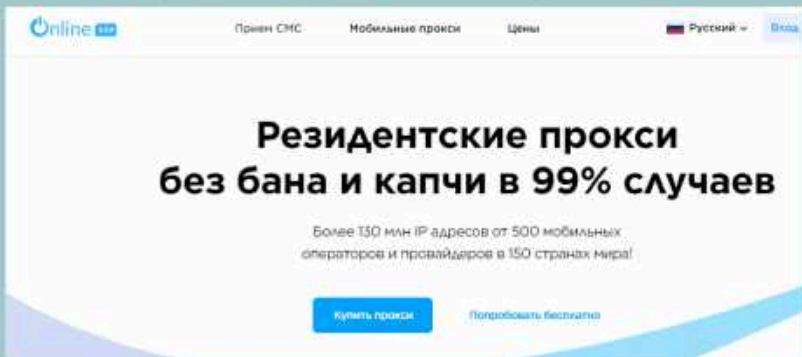 Online
Прием СМС
Мобильные прокси
Цены
Русский
Вход
Резидентские прокси
без бана и капчи в 99% случаев
Более 130 млн IP адресов от 500 мобильных
операторов и провайдеров в 150 странах мира!
Купить прокси
Попробовать бесплатно